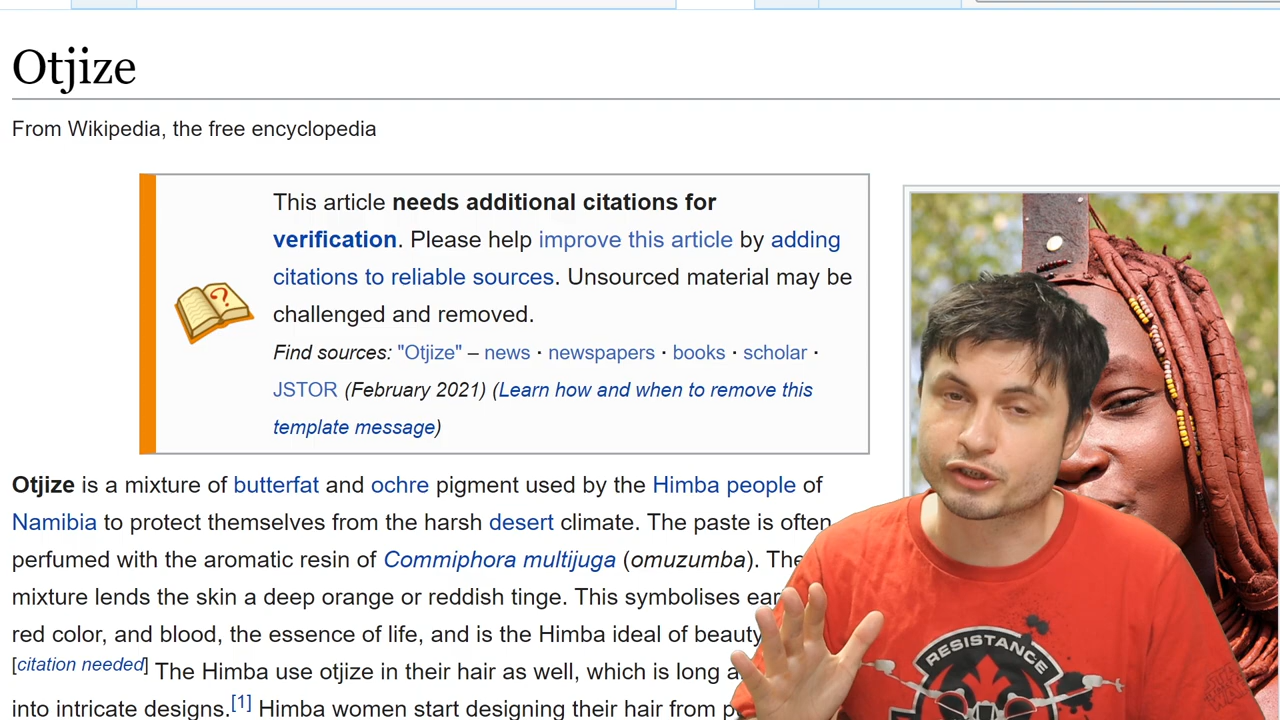 Otjize
From Wikipedia, the free encyclopedia
This article needs additional citations for
verification. Please help improve this article by adding
citations to reliable sources. Unsourced material may be
challenged and removed.
Find sources: "Otjize" – news · newspapers · books · scholar ·
JSTOR (February 2021) (Learn how and when to remove this
template message)
Otjize is a mixture of butterfat and ochre pigment used by the Himba people of
Namibia to protect themselves from the harsh desert climate. The paste is often
perfumed with the aromatic resin of Commiphora multijuga (omuzumba). The
mixture lends the skin a deep orange or reddish tinge. This symbolises
red color, and blood, the essence of life, and is the Himba ideal of beauty
[citation needed] The Himba use otjize in their hair as well, which is long
into intricate designs.[1] Himba women start designing their hair from
RESISTANCE